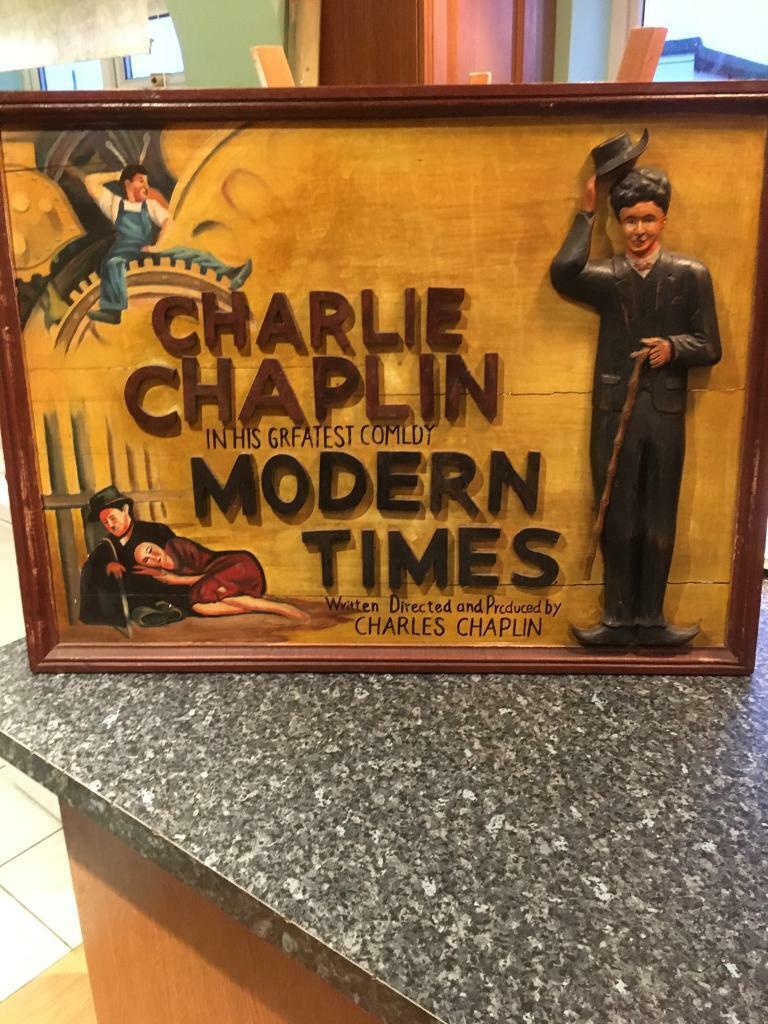 CHARLIE
CHAPLIN
IN HIS GRFATEST COMLDY
MODERN
TIMES
Written Directed and Prcduced by
CHARLES CHAPLIN